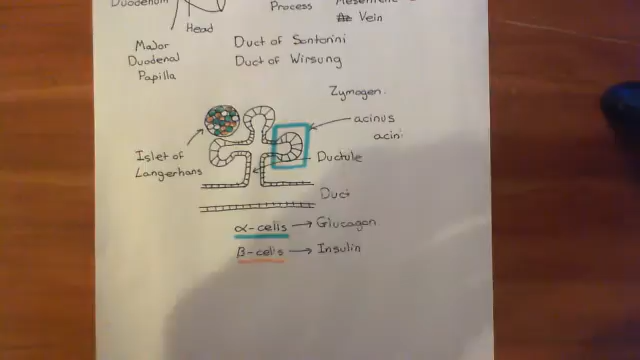 Duodenum
Head
Process
Mesenteric
Vein
Major
Duodenal
Papilla
Duct of Santorini
Duct of Wirsung
Zymogen
acinus
acini
Islet of
Langerhans
Ductule
Duct
α-cells → Glucagon
β-cells → Insulin